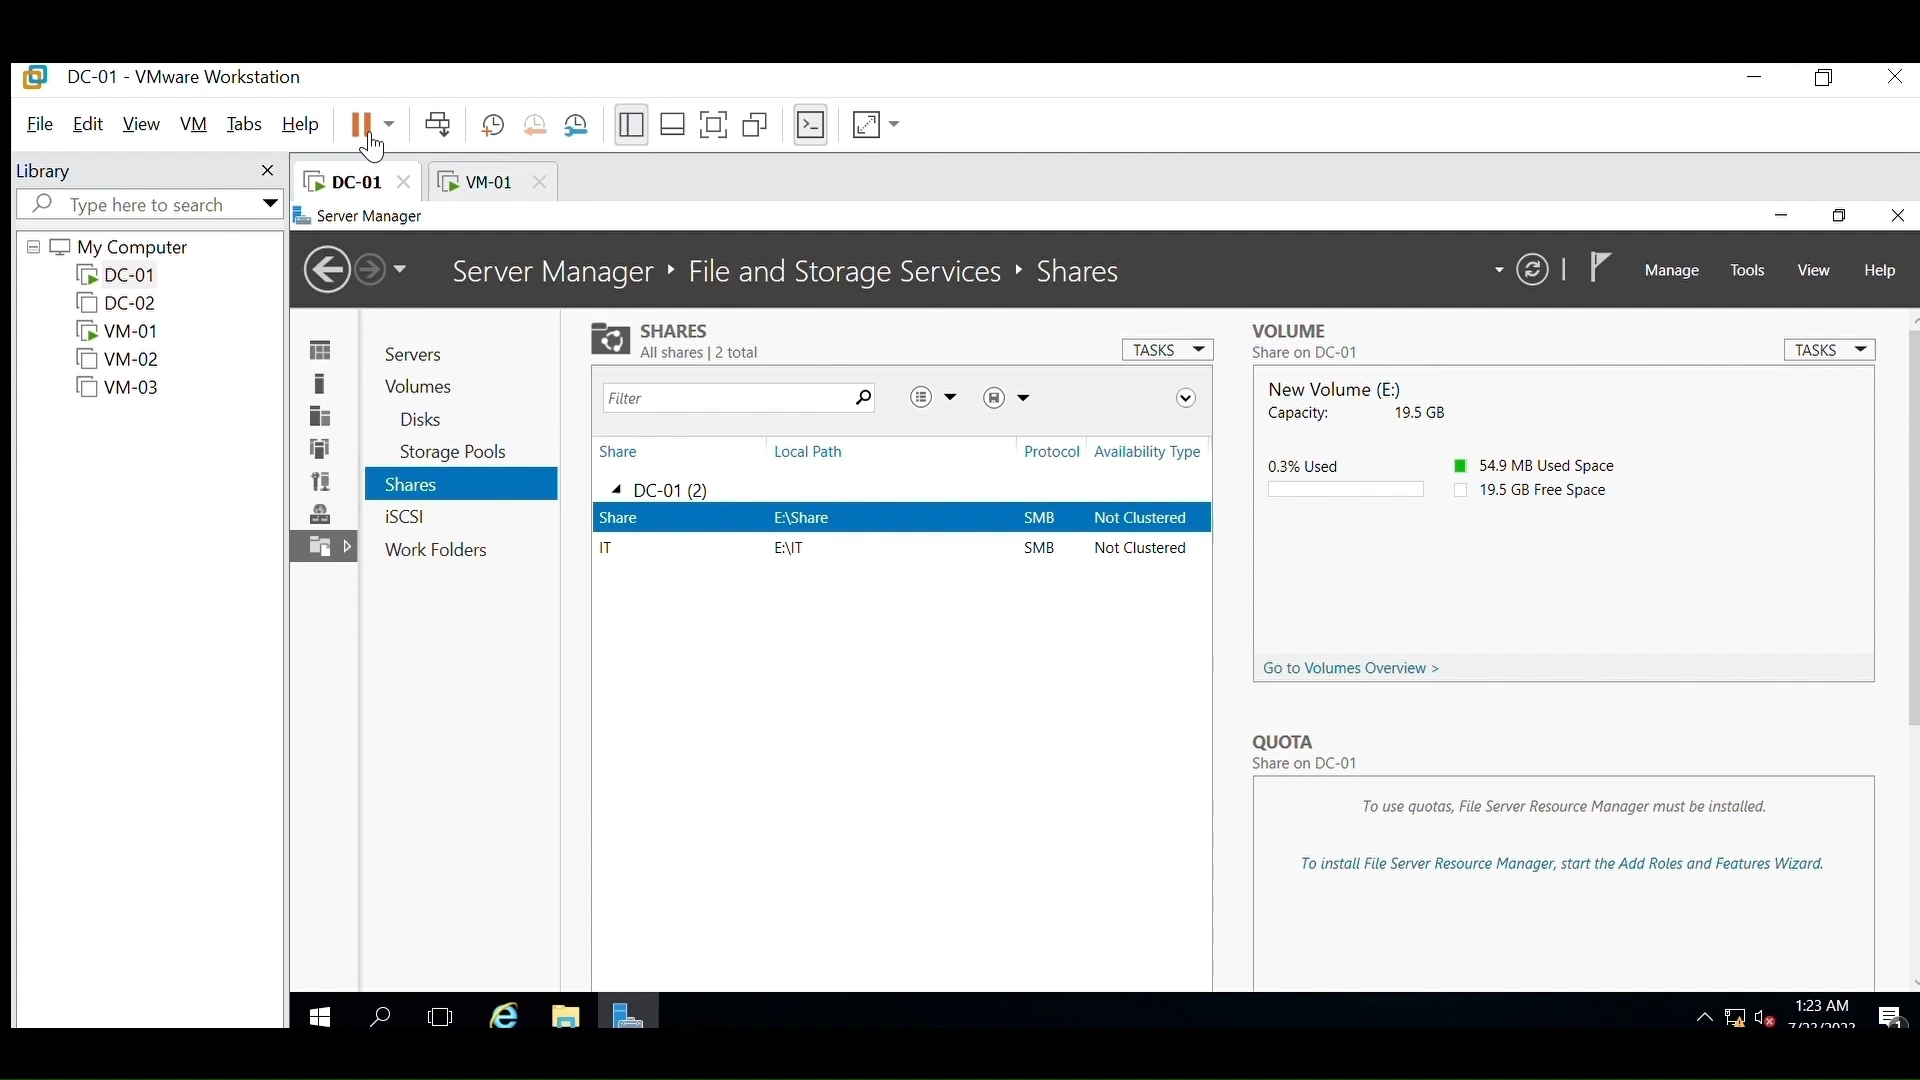 DC-01 - VMware Workstation
File Edit View VM Tabs Help
Library
Type here to search
My Computer
DC-01
DC-02
VM-01
VM-02
VM-03
DC-01 VM-01
Server Manager
Server Manager File and Storage Services Shares
Manage Tools View Help
Servers
Volumes
Disks
Storage Pools
Shares
iSCSI
Work Folders
SHARES
All shares | 2 total
TASKS
Filter
Share Local Path Protocol Availability Type
DC-01 (2)
Share E:\Share SMB Not Clustered
IT E:\IT SMB Not Clustered
VOLUME
Share on DC-01
TASKS
New Volume (E:)
Capacity: 19.5 GB
0.3% Used
54.9 MB Used Space
19.5 GB Free Space
Go to Volumes Overview >
QUOTA
Share on DC-01
To use quotas, File Server Resource Manager must be installed.
To install File Server Resource Manager, start the Add Roles and Features Wizard.
1:23 AM